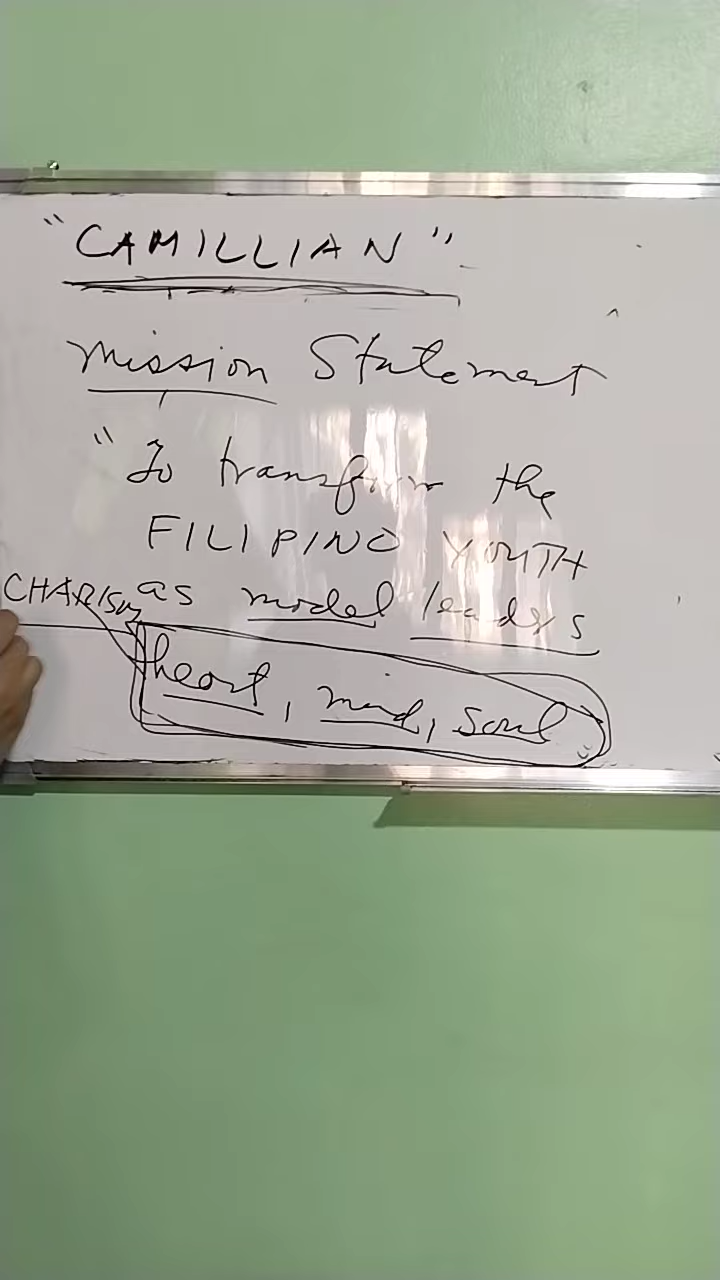 "CAMILLIAN"
Mission Statement
"To transform the
FILIPINO YOUTH
as model leaders
CHARISM
heart, mind, soul